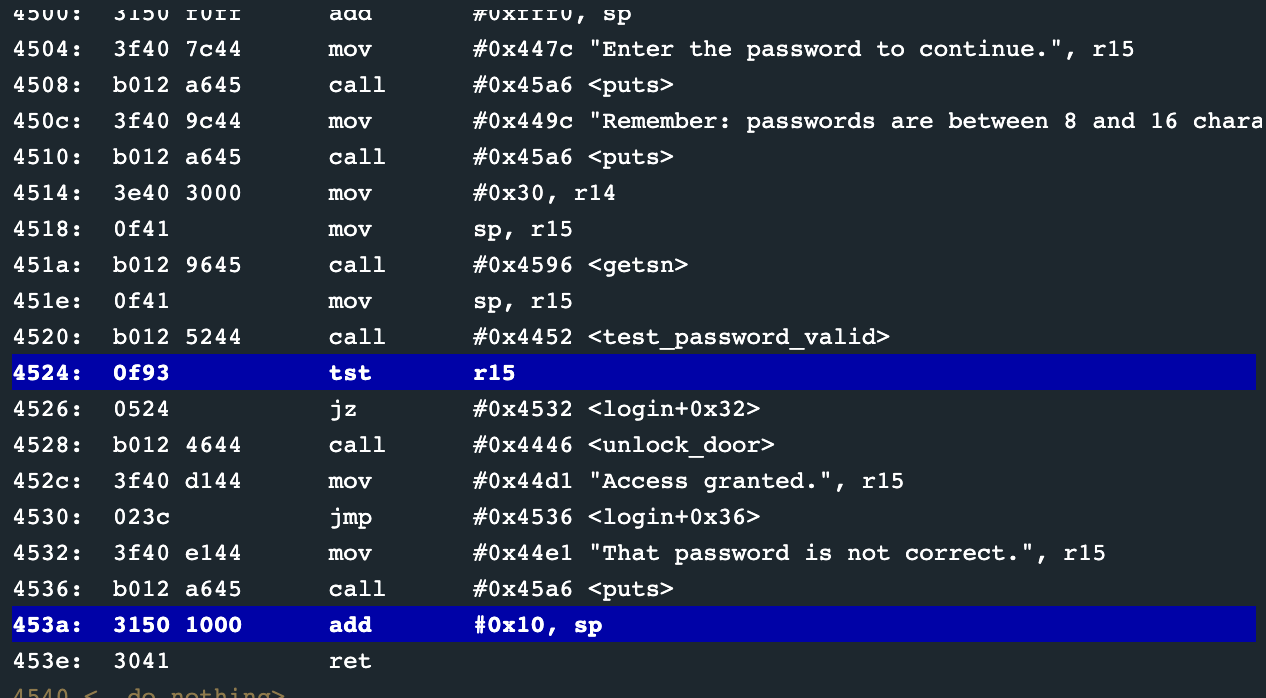 4500: 3150 f0ff add #0xfff0, sp
4504: 3f40 7c44 mov #0x447c "Enter the password to continue.", r15
4508: b012 a645 call #0x45a6 <puts>
450c: 3f40 9c44 mov #0x449c "Remember: passwords are between 8 and 16 chara
4510: b012 a645 call #0x45a6 <puts>
4514: 3e40 3000 mov #0x30, r14
4518: 0f41 mov sp, r15
451a: b012 9645 call #0x4596 <getsn>
451e: 0f41 mov sp, r15
4520: b012 5244 call #0x4452 <test_password_valid>
4524: 0f93 tst r15
4526: 0524 jz #0x4532 <login+0x32>
4528: b012 4644 call #0x4446 <unlock_door>
452c: 3f40 d144 mov #0x44d1 "Access granted.", r15
4530: 023c jmp #0x4536 <login+0x36>
4532: 3f40 e144 mov #0x44e1 "That password is not correct.", r15
4536: b012 a645 call #0x45a6 <puts>
453a: 3150 1000 add #0x10, sp
453e: 3041 ret
4540 <__do_nothing>